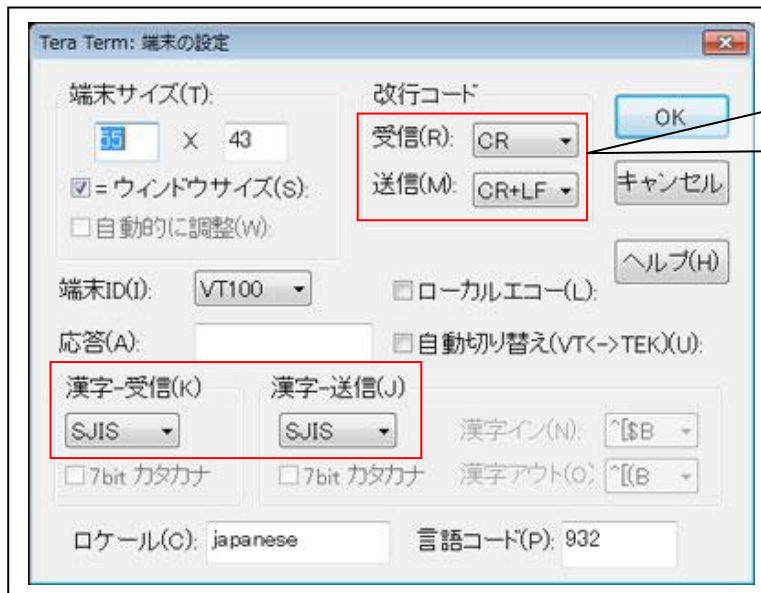 Tera Term: 端末の設定
端末サイズ(T):
55 X 43
= ウィンドウサイズ(S):
自動的に調整(W):
改行コード
受信(R): CR
送信(M): CR+LF
OK
キャンセル
ヘルプ(H)
端末ID(I): VT100
ローカルエコー(L):
応答(A):
自動切り替え(VT<->TEK)(U):
漢字-受信(K)
SJIS
7bit カタカナ
漢字-送信(J)
SJIS
7bit カタカナ
漢字イン(N): ^[$B
漢字アウト(O) ^[(B
ロケール(C): japanese
言語コード(P): 932